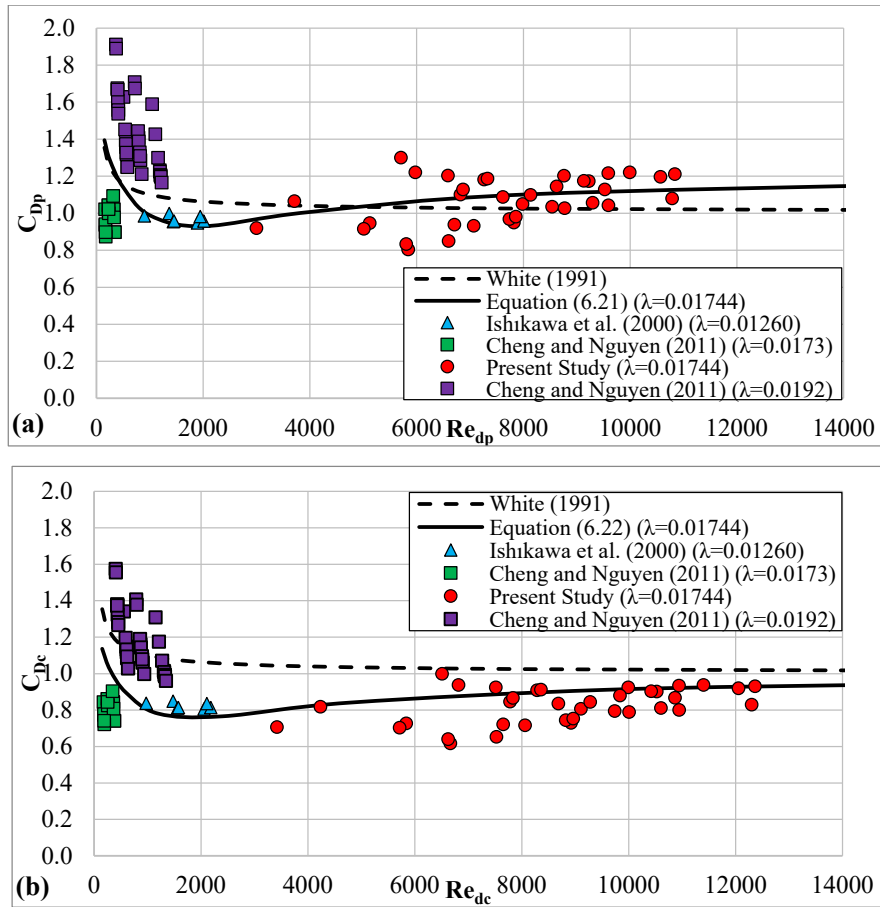 2.0
1.8
1.6
1.4
1.2
1.0
0.8
0.6
0.4
0.2
0.0
C_Dp
White (1991)
Equation (6.21) (λ=0.01744)
Ishıkawa et al. (2000) (λ=0.01260)
Cheng and Nguyen (2011) (λ=0.0173)
Present Study (λ=0.01744)
Cheng and Nguyen (2011) (λ=0.0192)
(a)
0 2000 4000 6000 8000 10000 12000 14000
Re_dp
2.0
1.8
1.6
1.4
1.2
1.0
0.8
0.6
0.4
0.2
0.0
C_Dc
White (1991)
Equation (6.22) (λ=0.01744)
Ishıkawa et al. (2000) (λ=0.01260)
Cheng and Nguyen (2011) (λ=0.0173)
Present Study (λ=0.01744)
Cheng and Nguyen (2011) (λ=0.0192)
(b)
0 2000 4000 6000 8000 10000 12000 14000
Re_dc